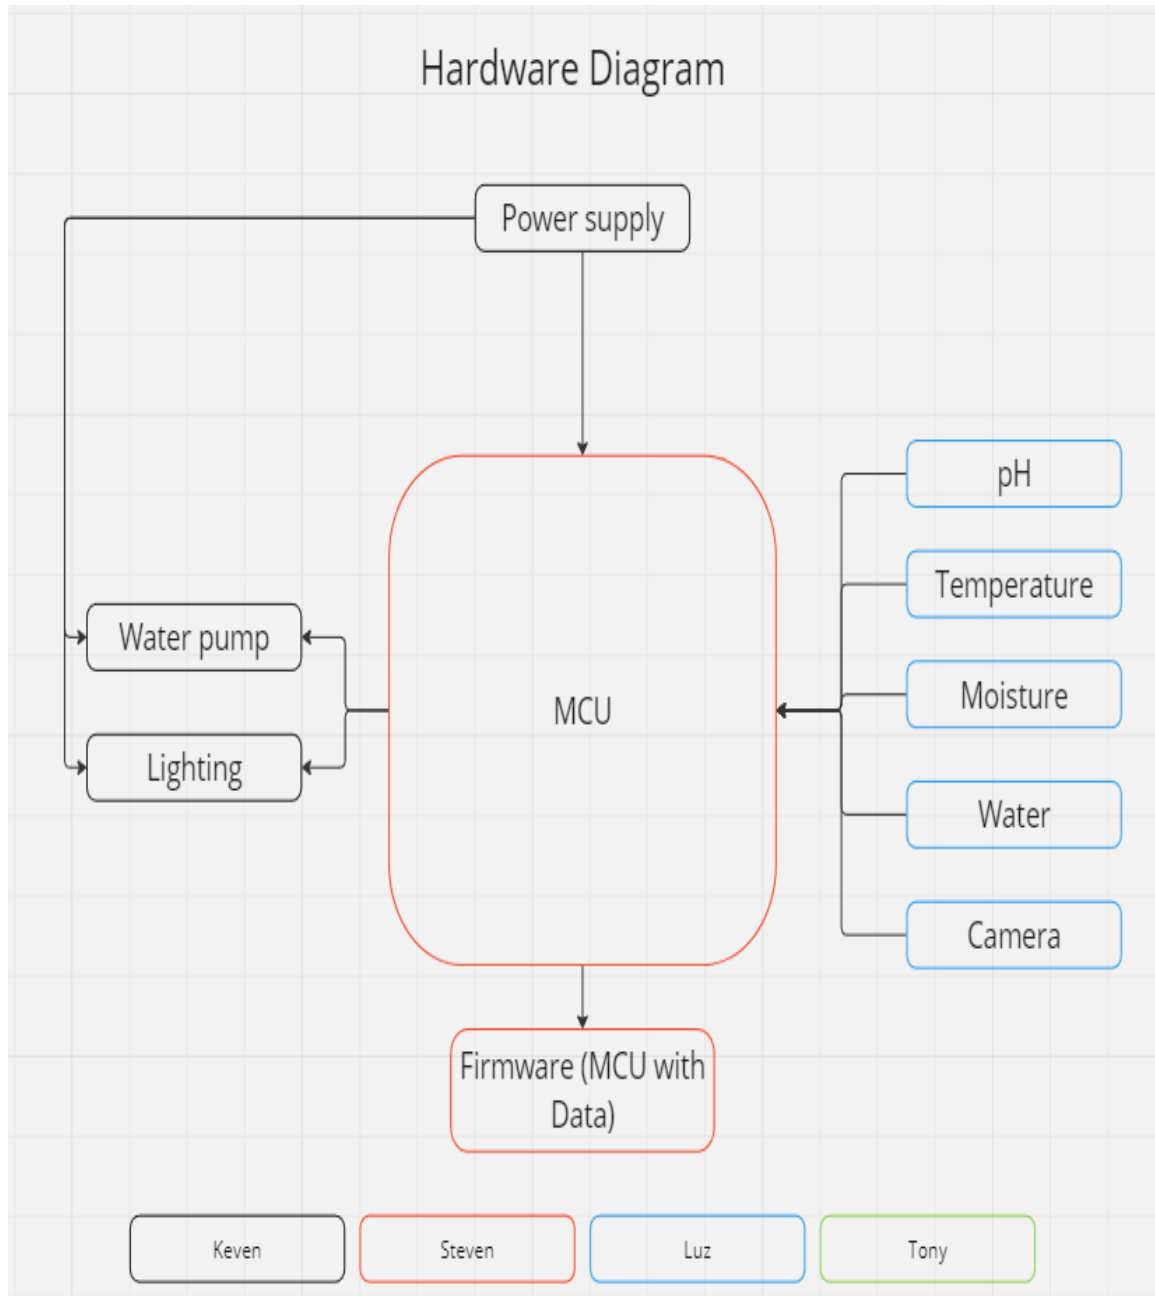 Hardware Diagram
Power supply
pH
Temperature
Water pump
Moisture
MCU
Lighting
Water
Camera
Firmware (MCU with
Data)
Keven
Steven
Luz
Tony